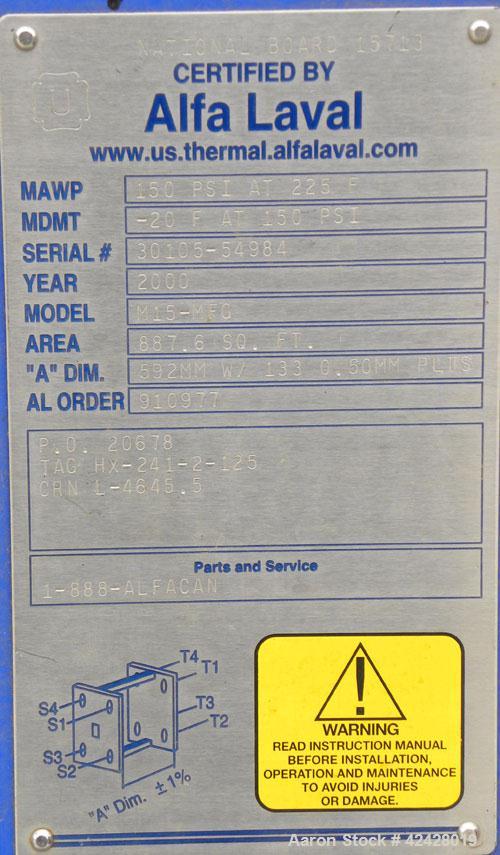 NATIONAL BOARD 15713
U
CERTIFIED BY
Alfa Laval
www.us.thermal.alfalaval.com
MAWP 150 PSI AT 225 F
MDMT -20 F AT 150 PSI
SERIAL # 30105-54984
YEAR 2000
MODEL M15-MFG
AREA 887.6 SQ. FT.
"A" DIM. 592MM W/ 133 0.50MM PLTS
AL ORDER 910977
P.O. 20678
TAG HX-241-2-125
CRN L-4645.5
Parts and Service
1-888-ALFACAN
T4
T1
S4
S1
T3
T2
S3
S2
"A" Dim. ±1%
WARNING
READ INSTRUCTION MANUAL
BEFORE INSTALLATION,
OPERATION AND MAINTENANCE
TO AVOID INJURIES
OR DAMAGE.
Aaron Stock # 42428019